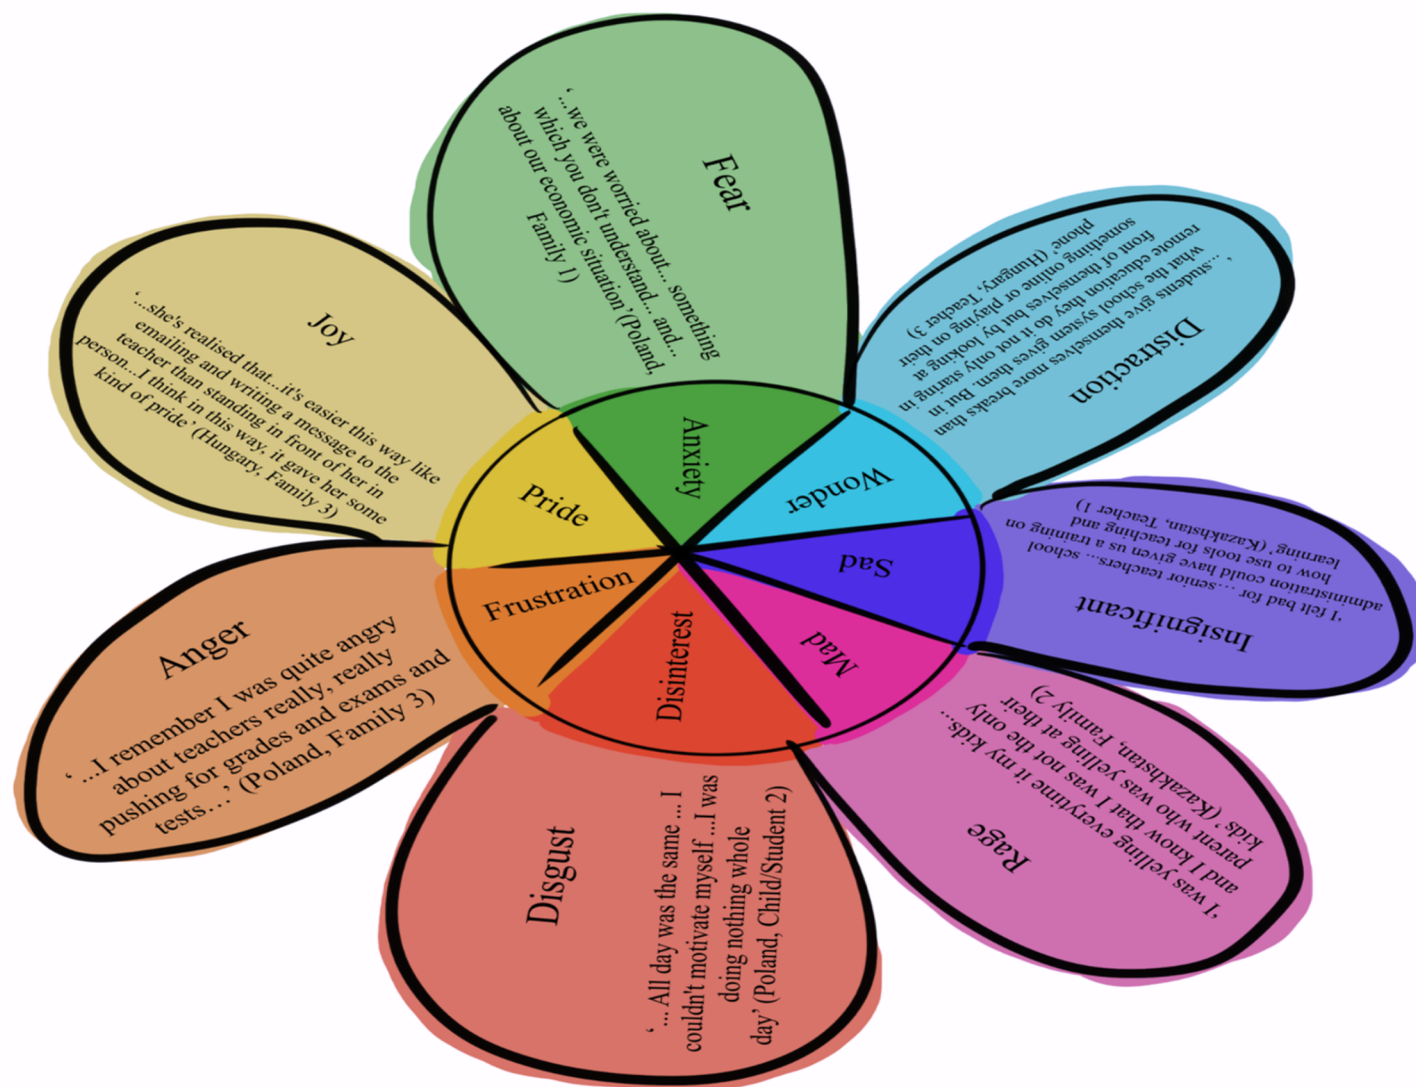 Fear
‘...we were worried about... something
which you don't understand... and...
about our economic situation’(Poland,
Family 1)
Anxiety
Distraction
‘...students give themselves more breaks than
what the school system gives them. But in
remote education they do it not only staring in
from of themselves but by looking at
something online or playing on their
phone’ (Hungary, Teacher 3)
Wonder
Insignificant
‘I felt bad for …senior teachers... school
administration could have given us a training on
how to use tools for teaching and
learning’ (Kazakhstan, Teacher 1)
Sad
Rage
‘I was yelling everytime it my kids...
and I know that I was not the only
parent who was yelling at their
kids’ (Kazakhstan, Family 2)
Mad
Disgust
‘... All day was the same ... I
couldn't motivate myself ...I was
doing nothing whole
day’ (Poland, Child/Student 2)
Disinterest
Anger
‘ ...I remember I was quite angry
about teachers really, really
pushing for grades and exams and
tests…’ (Poland, Family 3)
Frustration
Joy
‘...she's realised that...it's easier this way like
emailing and writing a message to the
teacher than standing in front of her in
person...I think in this way, it gave her some
kind of pride’ (Hungary, Family 3)
Pride